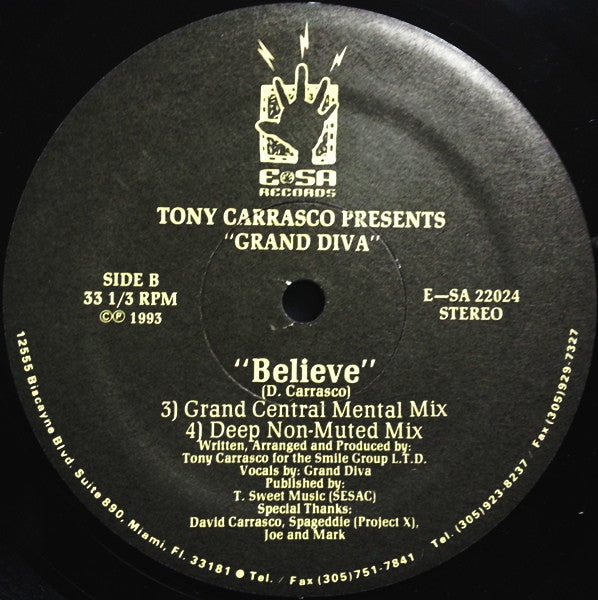 E-SA
RECORDS
TONY CARRASCO PRESENTS
"GRAND DIVA"
SIDE B
33 1/3 RPM
©℗ 1993
E—SA 22024
STEREO
"Believe"
(D. Carrasco)
3) Grand Central Mental Mix
4) Deep Non-Muted Mix
Written, Arranged and Produced by:
Tony Carrasco for the Smile Group L.T.D.
Vocals by: Grand Diva
Published by:
T. Sweet Music (SESAC)
Special Thanks:
David Carrasco, Spageddie (Project X),
Joe and Mark
12555 Biscayne Blvd. Suite 890, Miami, Fl. 33181 ● Tel. / Fax (305)751-7841 / Tel. (305)923-8237 · Fax (305)929-7327